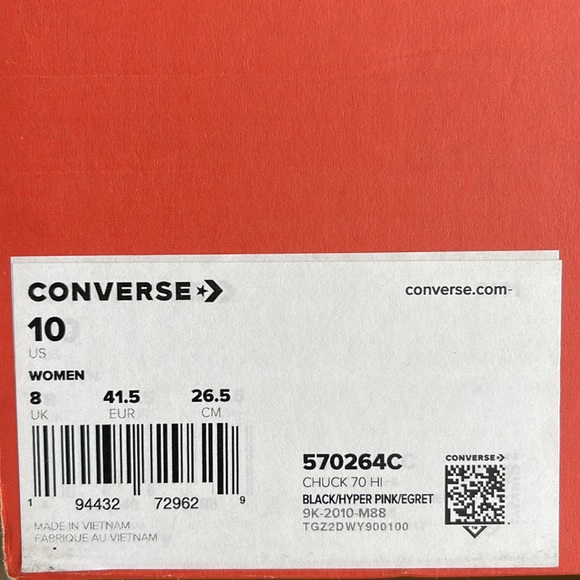 CONVERSE
converse.com
10
US
WOMEN
8 41.5 26.5
UK EUR CM
1 94432 72962 9
MADE IN VIETNAM
FABRIQUE AU VIETNAM
570264C
CHUCK 70 HI
BLACK/HYPER PINK/EGRET
9K-2010-M88
TGZ2DWY900100
CONVERSE